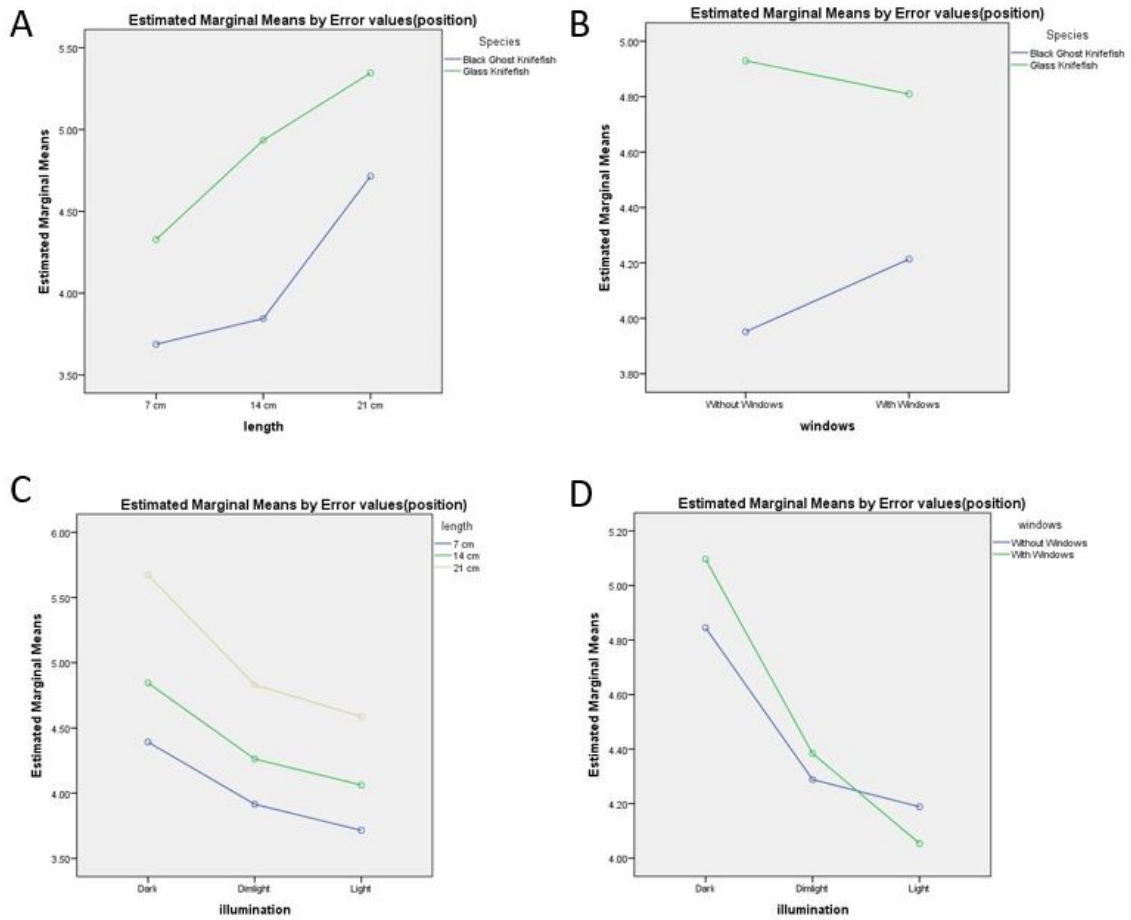 A
Estimated Marginal Means by Error values(position)
Species
Black Ghost Knifefish
Glass Knifefish
Estimated Marginal Means
5.50
5.00
4.50
4.00
3.50
7 cm 14 cm 21 cm
length
B
Estimated Marginal Means by Error values(position)
Species
Black Ghost Knifefish
Glass Knifefish
Estimated Marginal Means
5.00
4.80
4.60
4.40
4.20
4.00
3.80
Without Windows With Windows
windows
C
Estimated Marginal Means by Error values(position)
length
7 cm
14 cm
21 cm
Estimated Marginal Means
6.00
5.50
5.00
4.50
4.00
3.50
Dark Dimlight Light
illumination
D
Estimated Marginal Means by Error values(position)
windows
Without Windows
With Windows
Estimated Marginal Means
5.20
5.00
4.80
4.60
4.40
4.20
4.00
Dark Dimlight Light
illumination